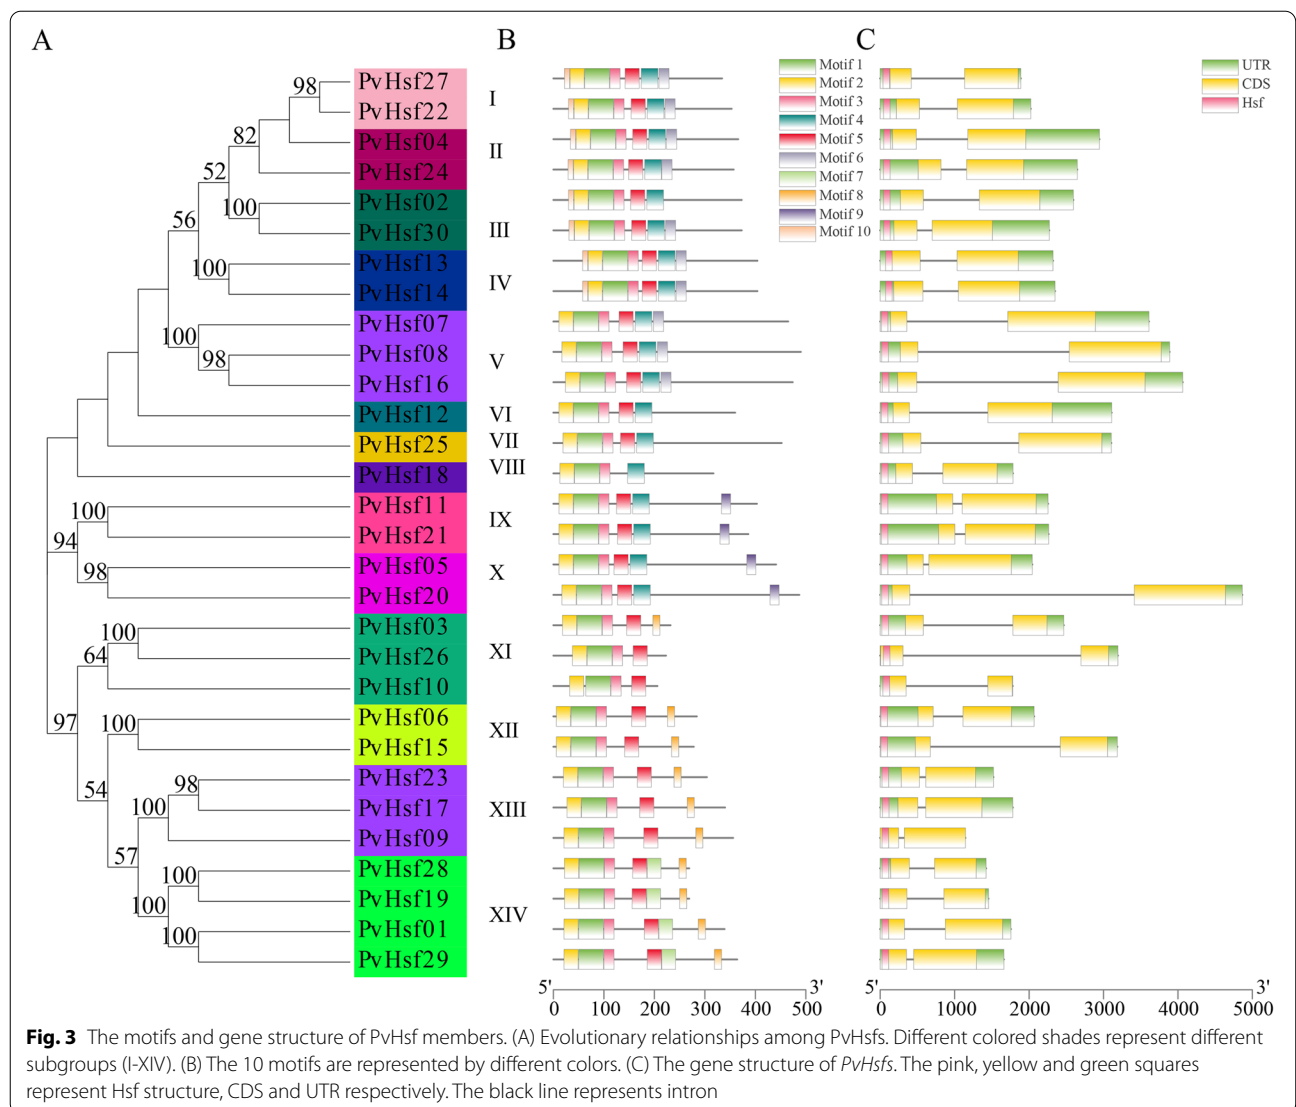 A
B
C
PvHsf27
PvHsf22
PvHsf04
PvHsf24
PvHsf02
PvHsf30
PvHsf13
PvHsf14
PvHsf07
PvHsf08
PvHsf16
PvHsf12
PvHsf25
PvHsf18
PvHsf11
PvHsf21
PvHsf05
PvHsf20
PvHsf03
PvHsf26
PvHsf10
PvHsf06
PvHsf15
PvHsf23
PvHsf17
PvHsf09
PvHsf28
PvHsf19
PvHsf01
PvHsf29
98
82
52
100
56
100
100
98
100
94
98
100
64
97
100
54
98
100
57
100
100
100
I
II
III
IV
V
VI
VII
VIII
IX
X
XI
XII
XIII
XIV
Motif 1
Motif 2
Motif 3
Motif 4
Motif 5
Motif 6
Motif 7
Motif 8
Motif 9
Motif 10
UTR
CDS
Hsf
5' 3'
0 100 200 300 400 500
5' 3'
0 1000 2000 3000 4000 5000
Fig. 3 The motifs and gene structure of PvHsf members. (A) Evolutionary relationships among PvHsfs. Different colored shades represent different
subgroups (I-XIV). (B) The 10 motifs are represented by different colors. (C) The gene structure of PvHsfs. The pink, yellow and green squares
represent Hsf structure, CDS and UTR respectively. The black line represents intron